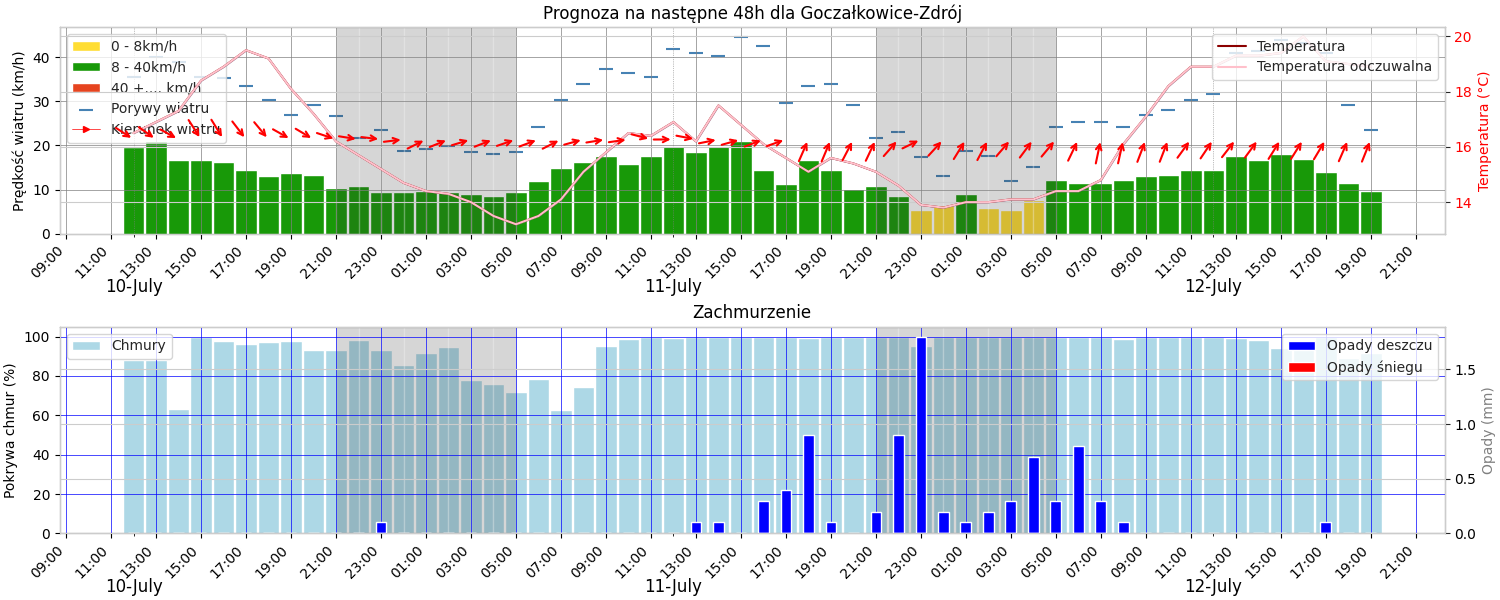 Prognoza na następne 48h dla Goczałkowice-Zdrój
Prędkość wiatru (km/h)
40
30
20
10
0
0 - 8km/h
8 - 40km/h
40 +.... km/h
Porywy wiatru
Kierunek wiatru
Temperatura
Temperatura odczuwalna
20
18
16
14
Temperatura (°C)
09:00 11:00 13:00 15:00 17:00 19:00 21:00 23:00 01:00 03:00 05:00 07:00 09:00 11:00 13:00 15:00 17:00 19:00 21:00 23:00 01:00 03:00 05:00 07:00 09:00 11:00 13:00 15:00 17:00 19:00 21:00
10-July 11-July 12-July
Zachmurzenie
Pokrywa chmur (%)
100
80
60
40
20
0
Chmury
Opady deszczu
Opady śniegu
1.5
1.0
0.5
0.0
Opady (mm)
09:00 11:00 13:00 15:00 17:00 19:00 21:00 23:00 01:00 03:00 05:00 07:00 09:00 11:00 13:00 15:00 17:00 19:00 21:00 23:00 01:00 03:00 05:00 07:00 09:00 11:00 13:00 15:00 17:00 19:00 21:00
10-July 11-July 12-July